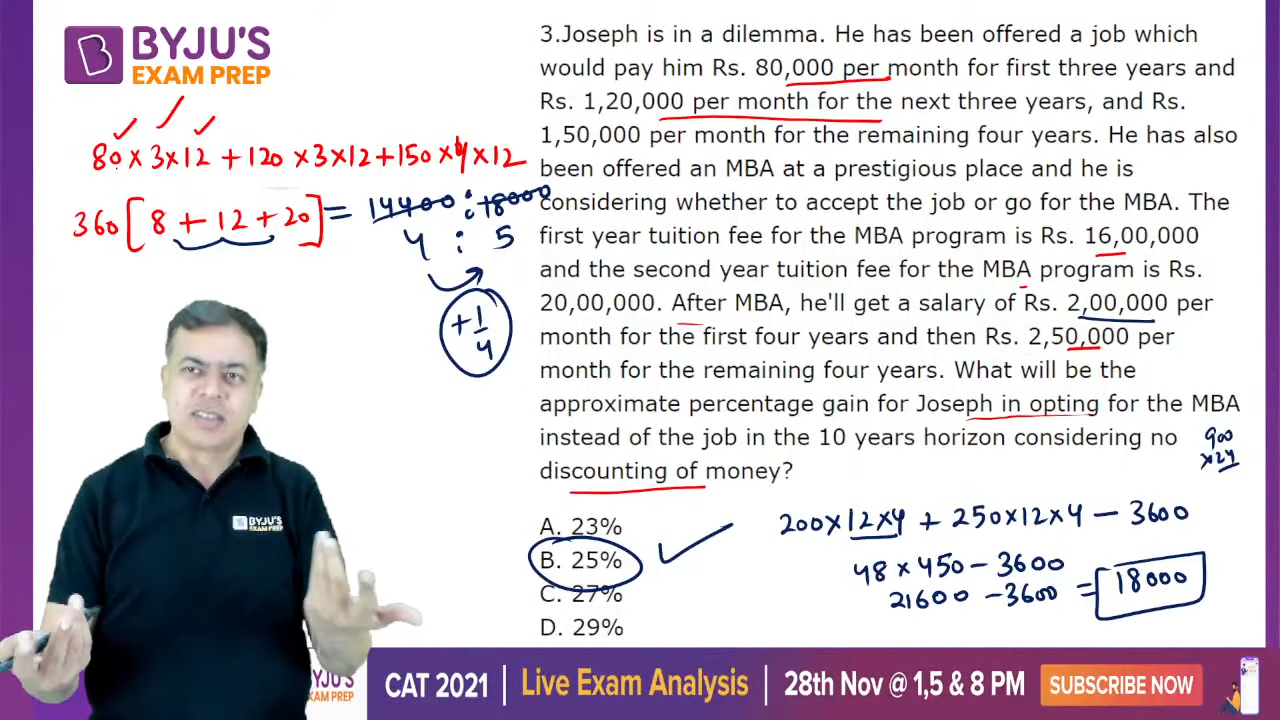 BYJU'S
EXAM PREP
80 × 3 × 12 + 120 × 3 × 12 + 150 × 4 × 12
360 [ 8 + 12 + 20 ] = 14400 : 18000
4 : 5
+ 1/4
3.Joseph is in a dilemma. He has been offered a job which
would pay him Rs. 80,000 per month for first three years and
Rs. 1,20,000 per month for the next three years, and Rs.
1,50,000 per month for the remaining four years. He has also
been offered an MBA at a prestigious place and he is
considering whether to accept the job or go for the MBA. The
first year tuition fee for the MBA program is Rs. 16,00,000
and the second year tuition fee for the MBA program is Rs.
20,00,000. After MBA, he'll get a salary of Rs. 2,00,000 per
month for the first four years and then Rs. 2,50,000 per
month for the remaining four years. What will be the
approximate percentage gain for Joseph in opting for the MBA
instead of the job in the 10 years horizon considering no
discounting of money?
900
×24
A. 23%
B. 25%
C. 27%
D. 29%
200 × 12 × 4 + 250 × 12 × 4 − 3600
48 × 450 − 3600
21600 − 3600 = 18000
BYJU'S
EXAM PREP
BYJU'S
EXAM PREP
CAT 2021
Live Exam Analysis
28th Nov @ 1,5 & 8 PM
SUBSCRIBE NOW